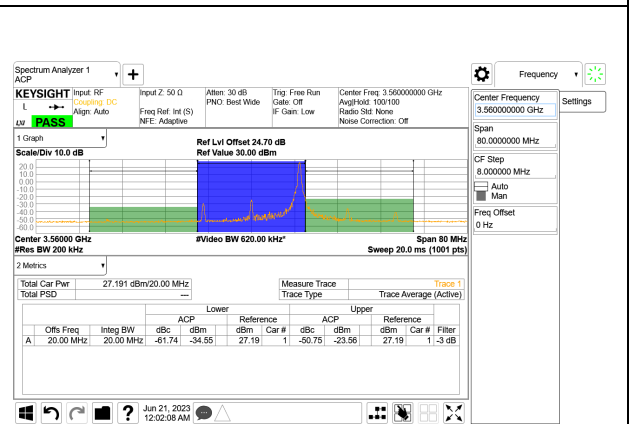 Spectrum Analyzer 1
ACP
+
Frequency
KEYSIGHT
L
LXI PASS
Input: RF
Coupling: DC
Align: Auto
Input Z: 50 Ω
Freq Ref: Int (S)
NFE: Adaptive
Atten: 30 dB
PNO: Best Wide
Trig: Free Run
Gate: Off
IF Gain: Low
Center Freq: 3.560000000 GHz
Avg|Hold: 100/100
Radio Std: None
Noise Correction: Off
Center Frequency
3.560000000 GHz
Settings
Span
80.0000000 MHz
CF Step
8.000000 MHz
Auto
Man
Freq Offset
0 Hz
1 Graph
Scale/Div 10.0 dB
Ref Lvl Offset 24.70 dB
Ref Value 30.00 dBm
20.0
10.0
0.00
-10.0
-20.0
-30.0
-40.0
-50.0
-60.0
Center 3.56000 GHz
#Video BW 620.00 kHz*
Span 80 MHz
#Res BW 200 kHz
Sweep 20.0 ms (1001 pts)
2 Metrics
Total Car Pwr 27.191 dBm/20.00 MHz
Total PSD ---
Measure Trace Trace 1
Trace Type Trace Average (Active)
Lower Upper
ACP Reference ACP Reference
Offs Freq Integ BW dBc dBm dBm Car # dBc dBm dBm Car # Filter
A 20.00 MHz 20.00 MHz -61.74 -34.55 27.19 1 -50.75 -23.56 27.19 1 -3 dB
?
Jun 21, 2023
12:02:08 AM